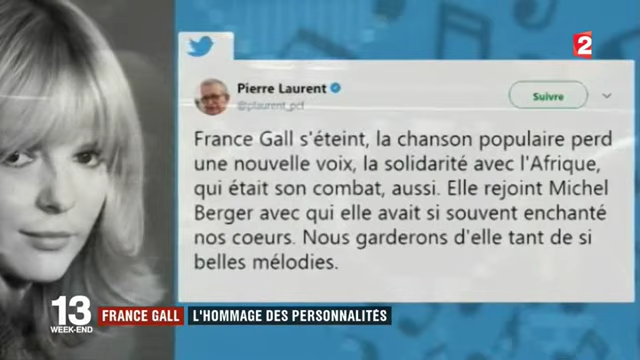 2
Pierre Laurent
@plaurent_pcf
Suivre
France Gall s'éteint, la chanson populaire perd
une nouvelle voix, la solidarité avec l'Afrique,
qui était son combat, aussi. Elle rejoint Michel
Berger avec qui elle avait si souvent enchanté
nos coeurs. Nous garderons d'elle tant de si
belles mélodies.
13 FRANCE GALL L'HOMMAGE DES PERSONNALITÉS
WEEK-END